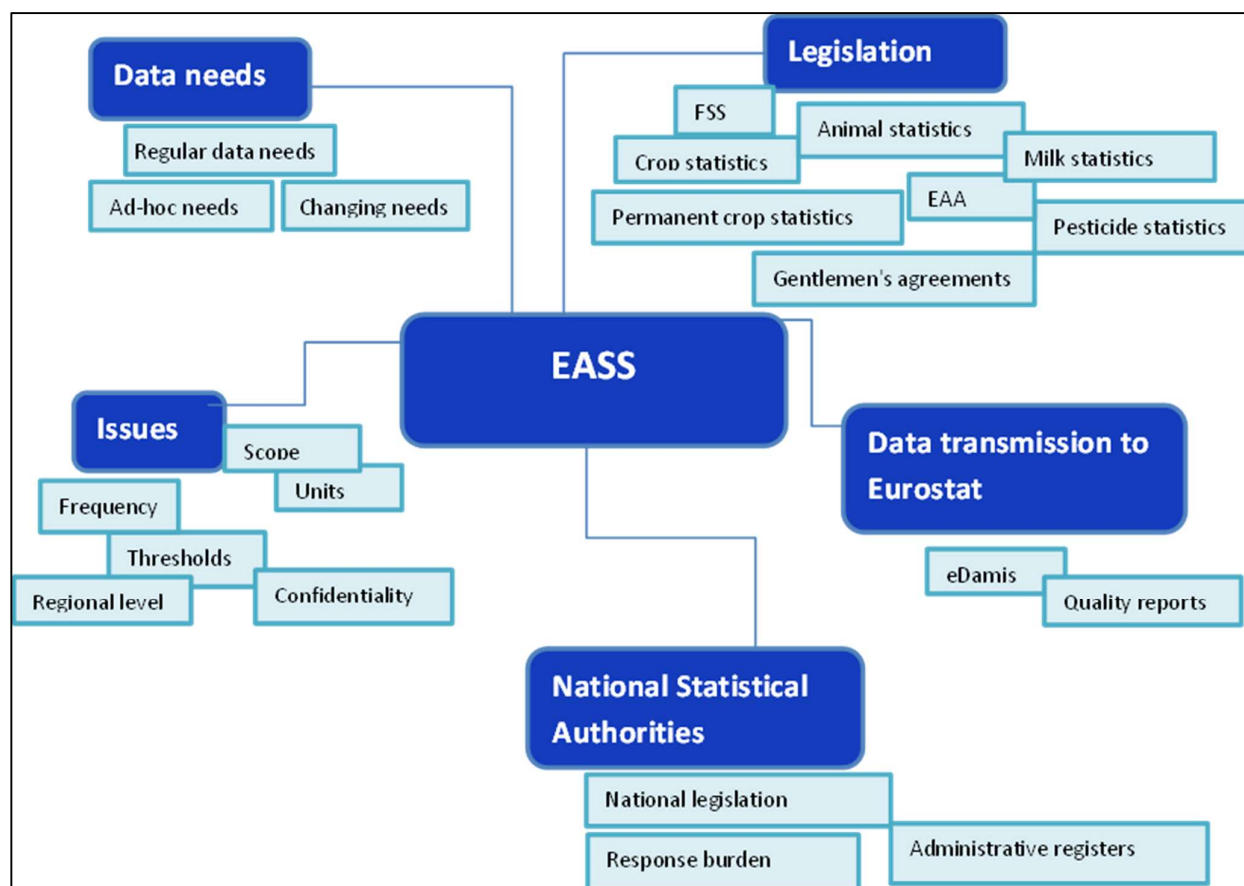 Data needs
Regular data needs
Ad-hoc needs
Changing needs
Legislation
FSS
Animal statistics
Crop statistics
Milk statistics
EAA
Permanent crop statistics
Pesticide statistics
Gentlemen's agreements
EASS
Issues
Scope
Units
Frequency
Thresholds
Regional level
Confidentiality
Data transmission to
Eurostat
eDamis
Quality reports
National Statistical
Authorities
National legislation
Administrative registers
Response burden